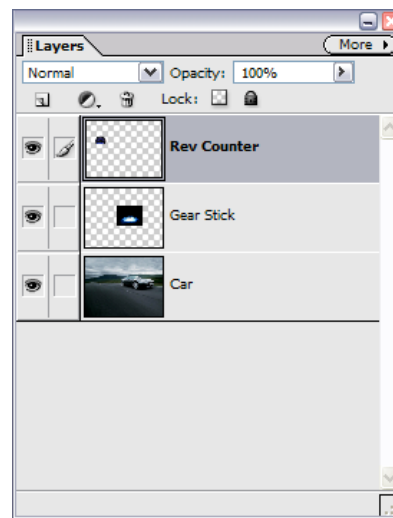 Layers
More
Normal Opacity: 100%
Lock:
Rev Counter
Gear Stick
Car